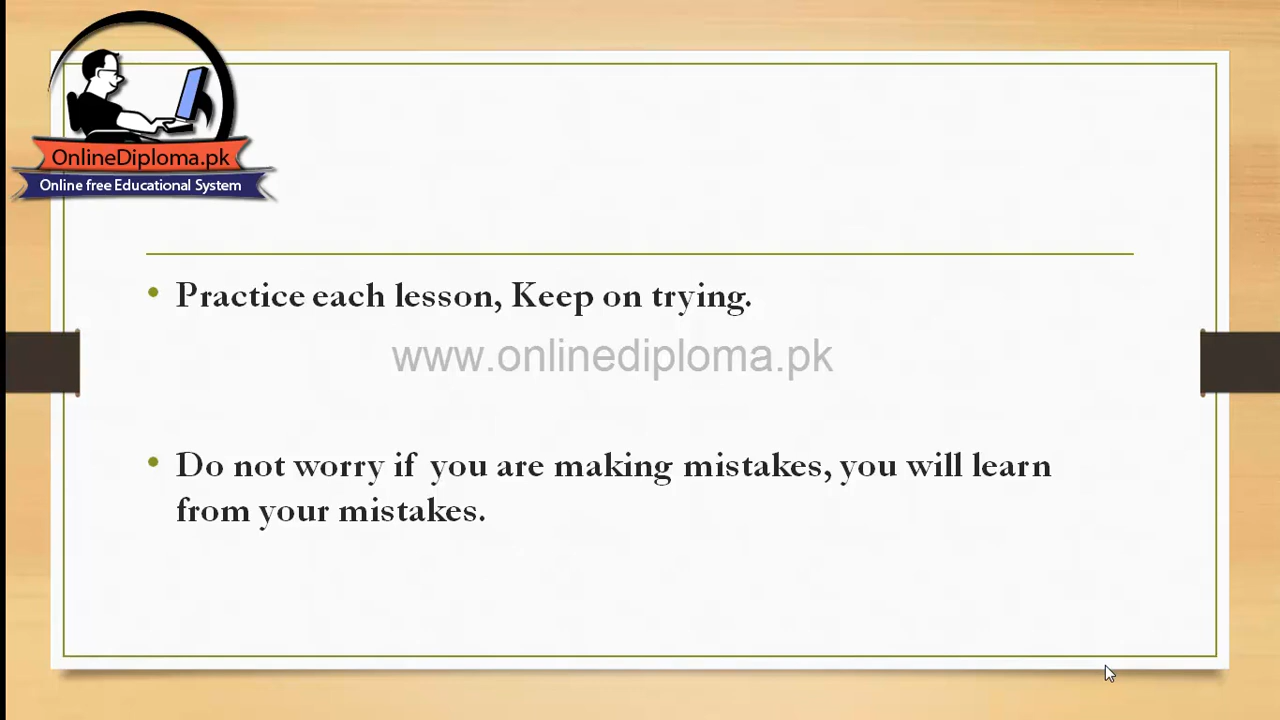 OnlineDiploma.pk
Online free Educational System
• Practice each lesson, Keep on trying.
www.onlinediploma.pk
• Do not worry if you are making mistakes, you will learn
from your mistakes.